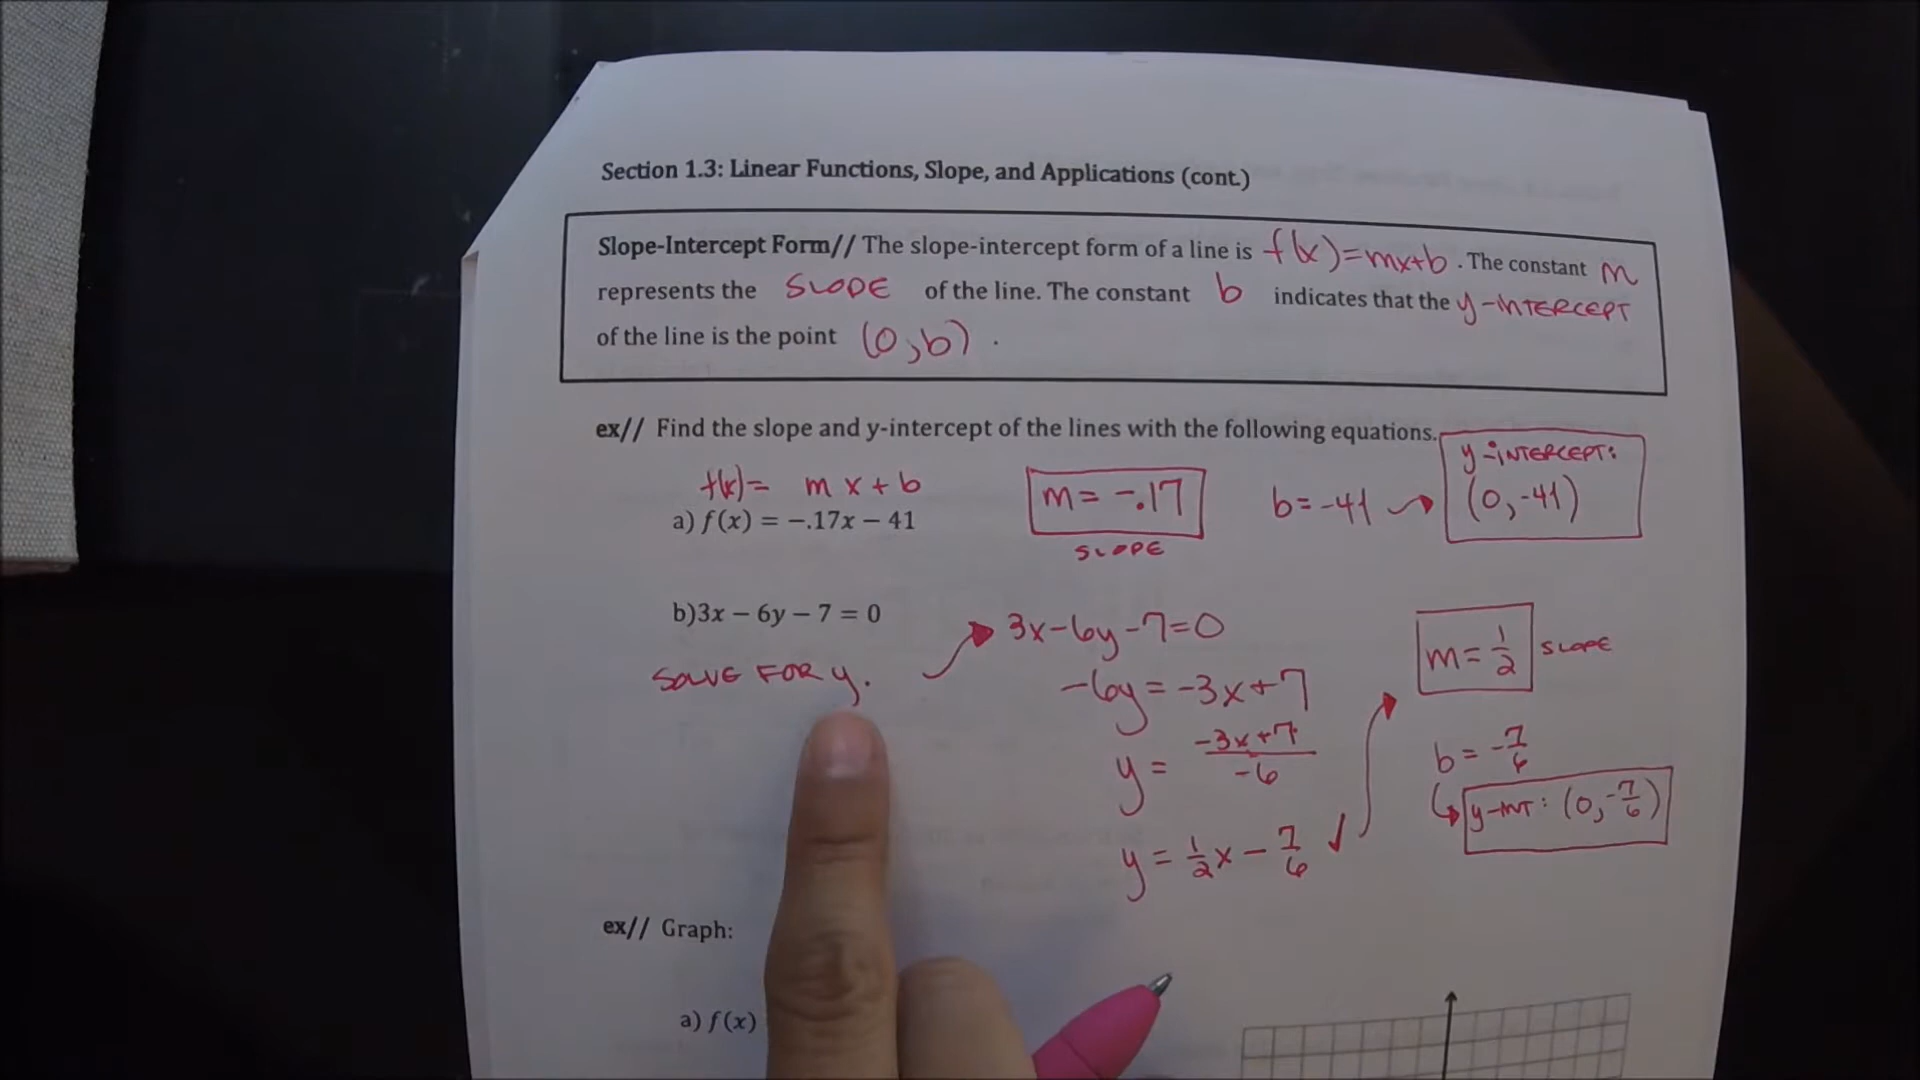 Section 1.3: Linear Functions, Slope, and Applications (cont.)
Slope-Intercept Form// The slope-intercept form of a line is f(x)=mx+b. The constant m
represents the SLOPE of the line. The constant b indicates that the y-INTERCEPT
of the line is the point (0,b).
ex// Find the slope and y-intercept of the lines with the following equations.
f(x)= mx+b
a) f(x) = −.17x − 41
m= -.17
SLOPE
b=-41
y-INTERCEPT:
(0,-41)
b)3x − 6y − 7 = 0
SOLVE FOR y.
3x-6y-7=0
-6y=-3x+7
y= -3x+7/-6
y=1/2x-7/6 ✓
m=1/2 SLOPE
b=-7/6
y-INT: (0,-7/6)
ex// Graph:
a) f(x)